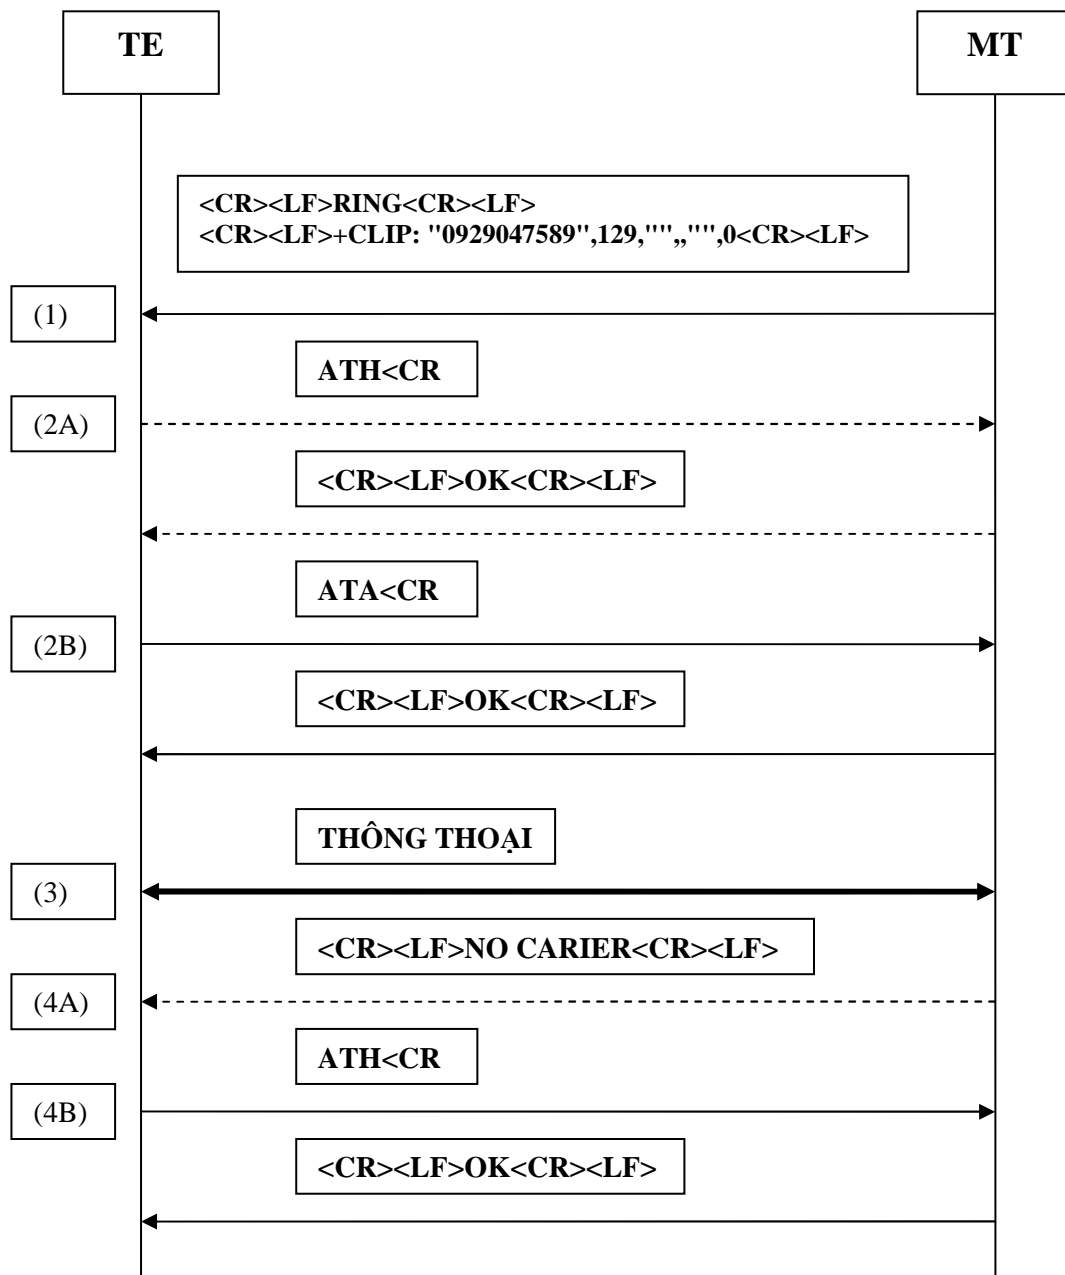 TE
MT
<CR><LF>RING<CR><LF>
<CR><LF>+CLIP: "0929047589",129,"",,"",0<CR><LF>
(1)
ATH<CR
(2A)
<CR><LF>OK<CR><LF>
ATA<CR
(2B)
<CR><LF>OK<CR><LF>
THÔNG THOẠI
(3)
<CR><LF>NO CARIER<CR><LF>
(4A)
ATH<CR
(4B)
<CR><LF>OK<CR><LF>